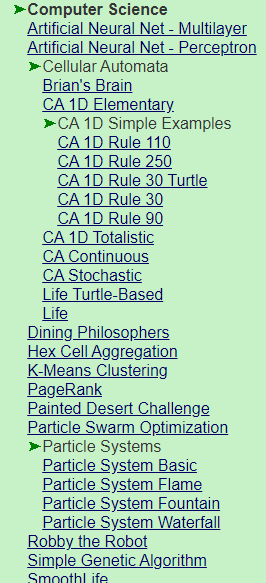 Computer Science
Artificial Neural Net - Multilayer
Artificial Neural Net - Perceptron
Cellular Automata
Brian's Brain
CA 1D Elementary
CA 1D Simple Examples
CA 1D Rule 110
CA 1D Rule 250
CA 1D Rule 30 Turtle
CA 1D Rule 30
CA 1D Rule 90
CA 1D Totalistic
CA Continuous
CA Stochastic
Life Turtle-Based
Life
Dining Philosophers
Hex Cell Aggregation
K-Means Clustering
PageRank
Painted Desert Challenge
Particle Swarm Optimization
Particle Systems
Particle System Basic
Particle System Flame
Particle System Fountain
Particle System Waterfall
Robby the Robot
Simple Genetic Algorithm
SmoothLife